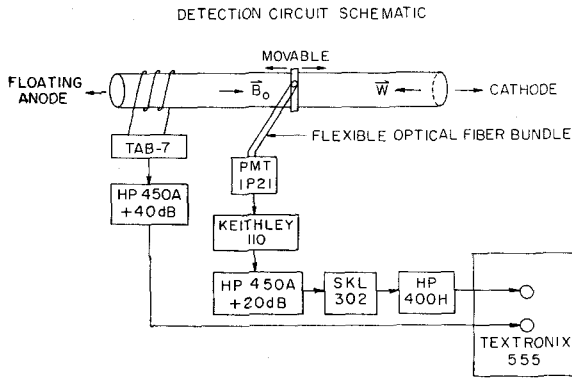 DETECTION CIRCUIT SCHEMATIC
MOVABLE
FLOATING
ANODE
B₀
W
CATHODE
FLEXIBLE OPTICAL FIBER BUNDLE
TAB-7
PMT
1P21
HP 450A
+40dB
KEITHLEY
110
HP 450A
+20dB
SKL
302
HP
400H
TEXTRONIX
555